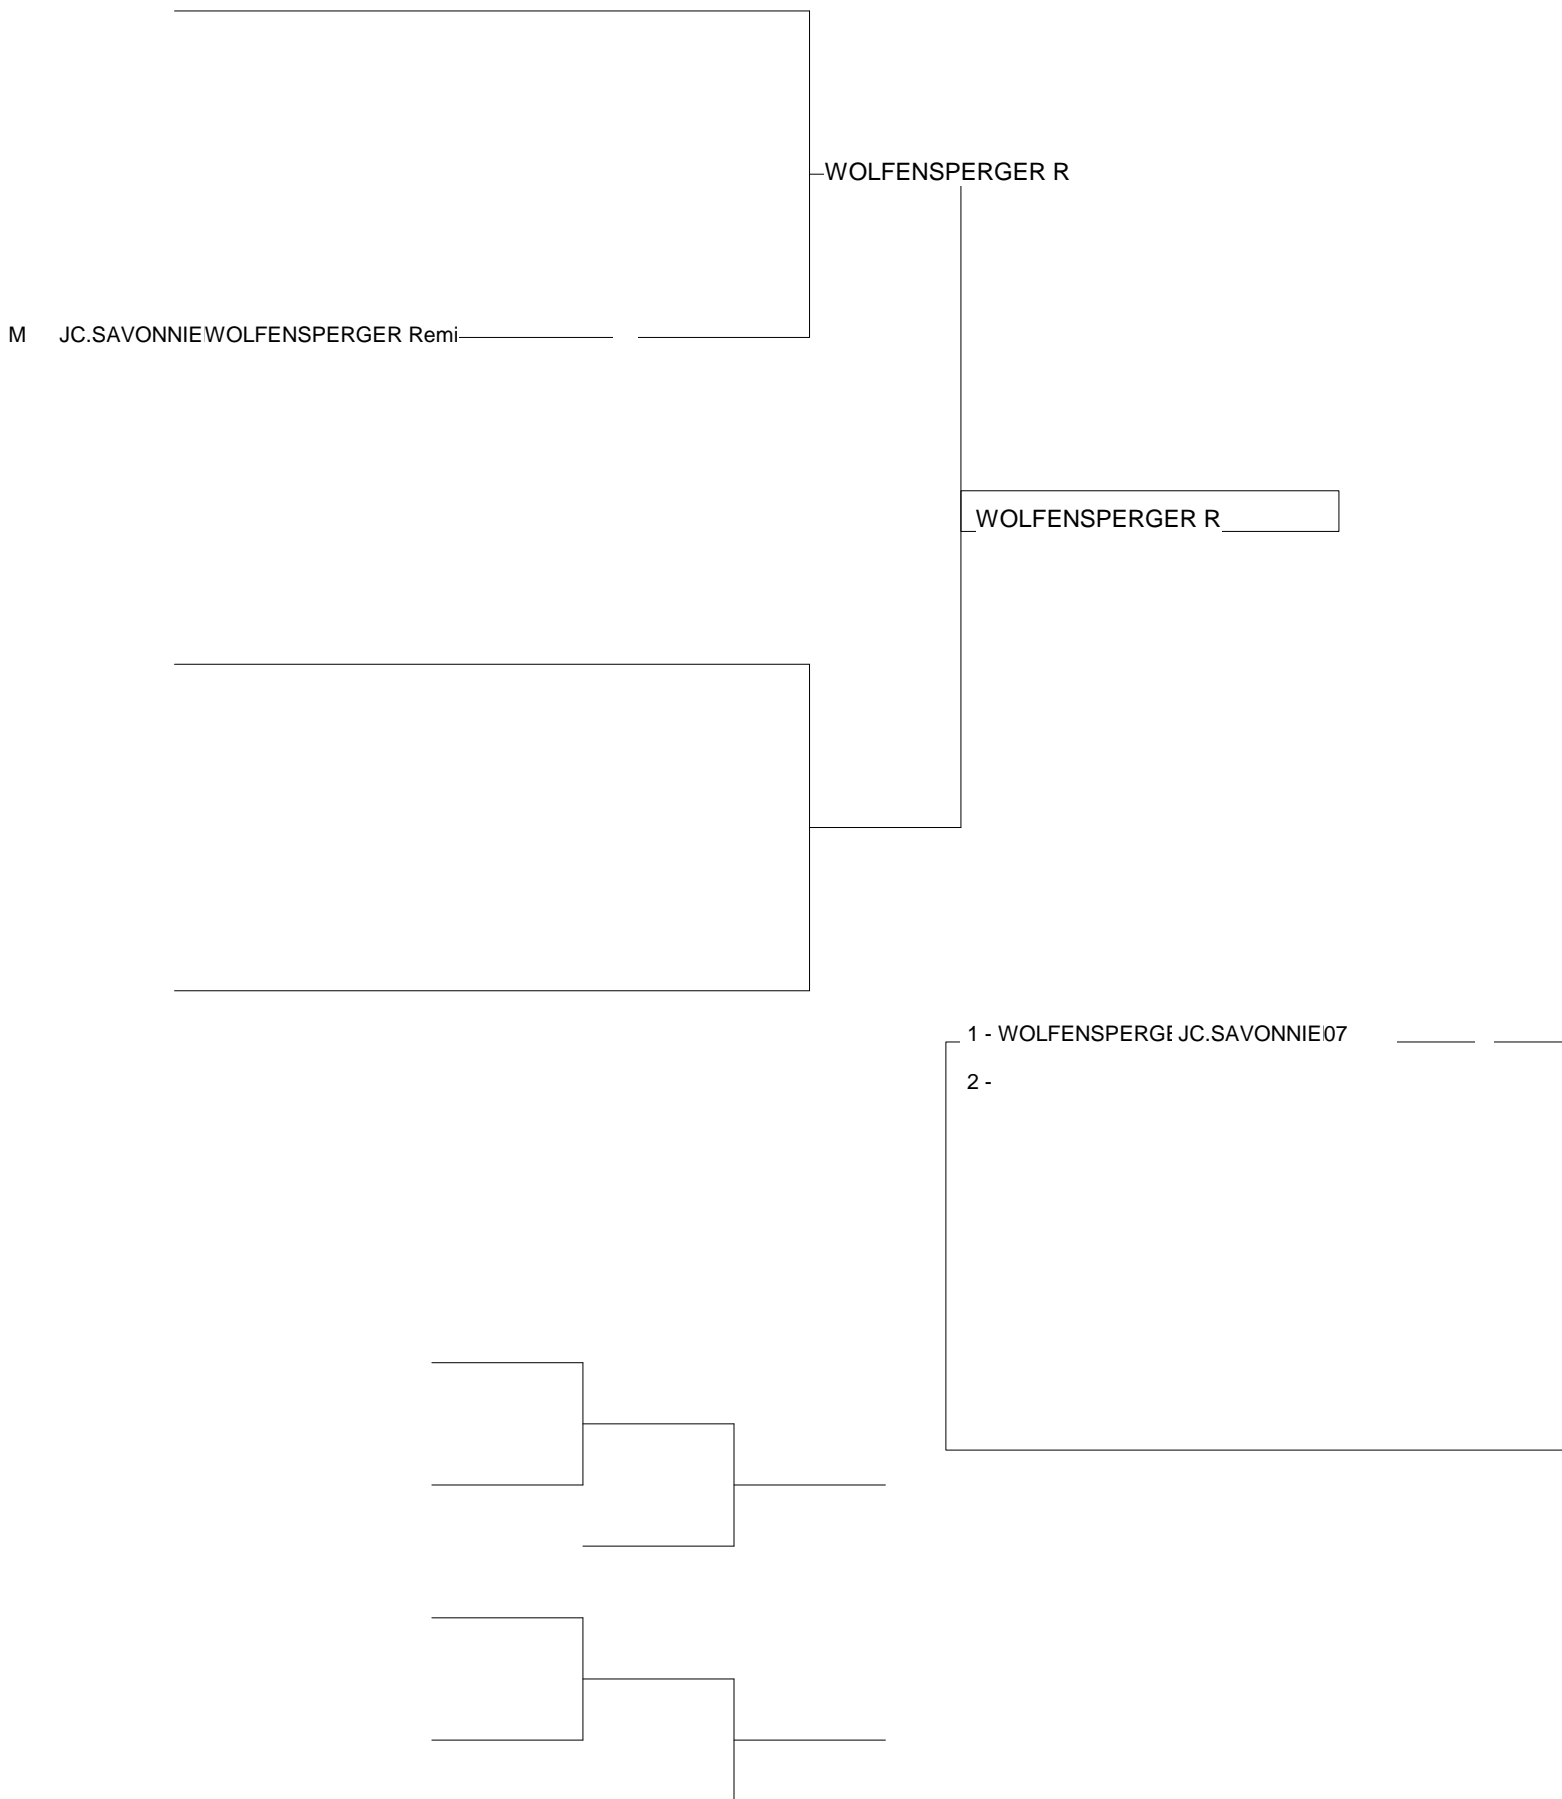 WOLFENSPERGER R
M JC.SAVONNIE WOLFENSPERGER Remi
WOLFENSPERGER R
1 - WOLFENSPERGE JC.SAVONNIE 07
2 -